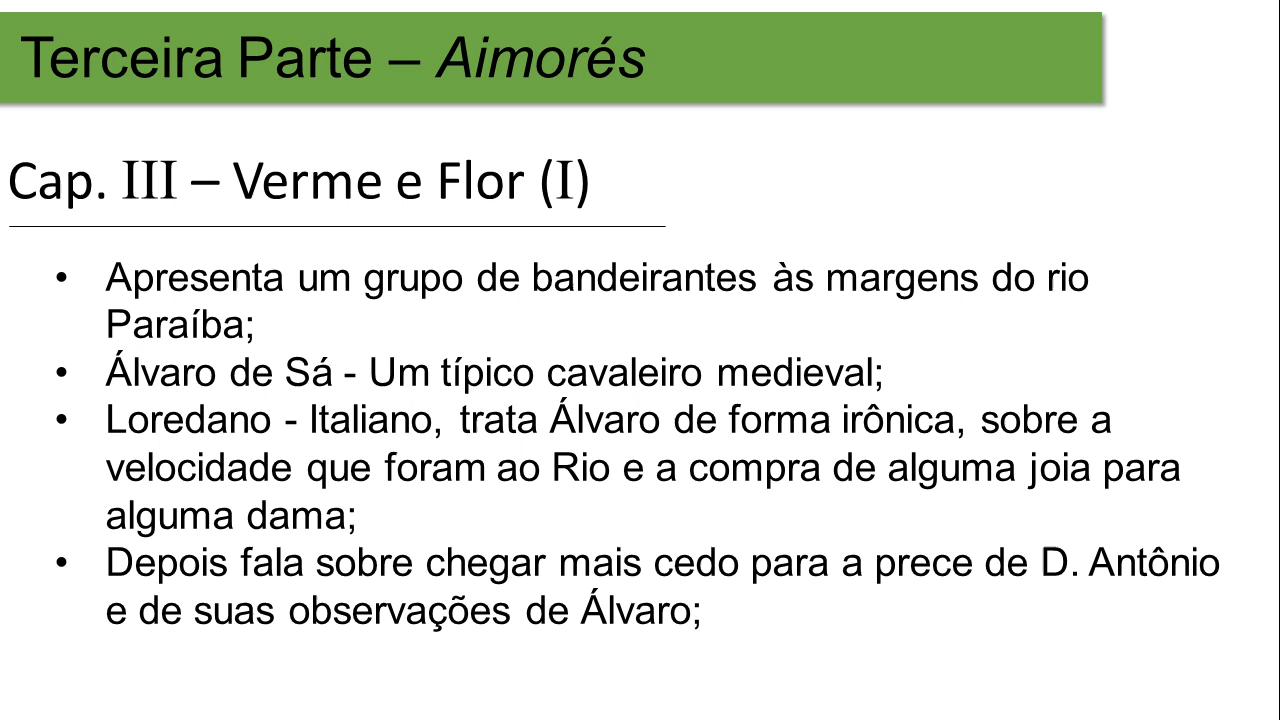 Terceira Parte – Aimorés
Cap. III – Verme e Flor (I)
• Apresenta um grupo de bandeirantes às margens do rio
Paraíba;
• Álvaro de Sá - Um típico cavaleiro medieval;
• Loredano - Italiano, trata Álvaro de forma irônica, sobre a
velocidade que foram ao Rio e a compra de alguma joia para
alguma dama;
• Depois fala sobre chegar mais cedo para a prece de D. Antônio
e de suas observações de Álvaro;